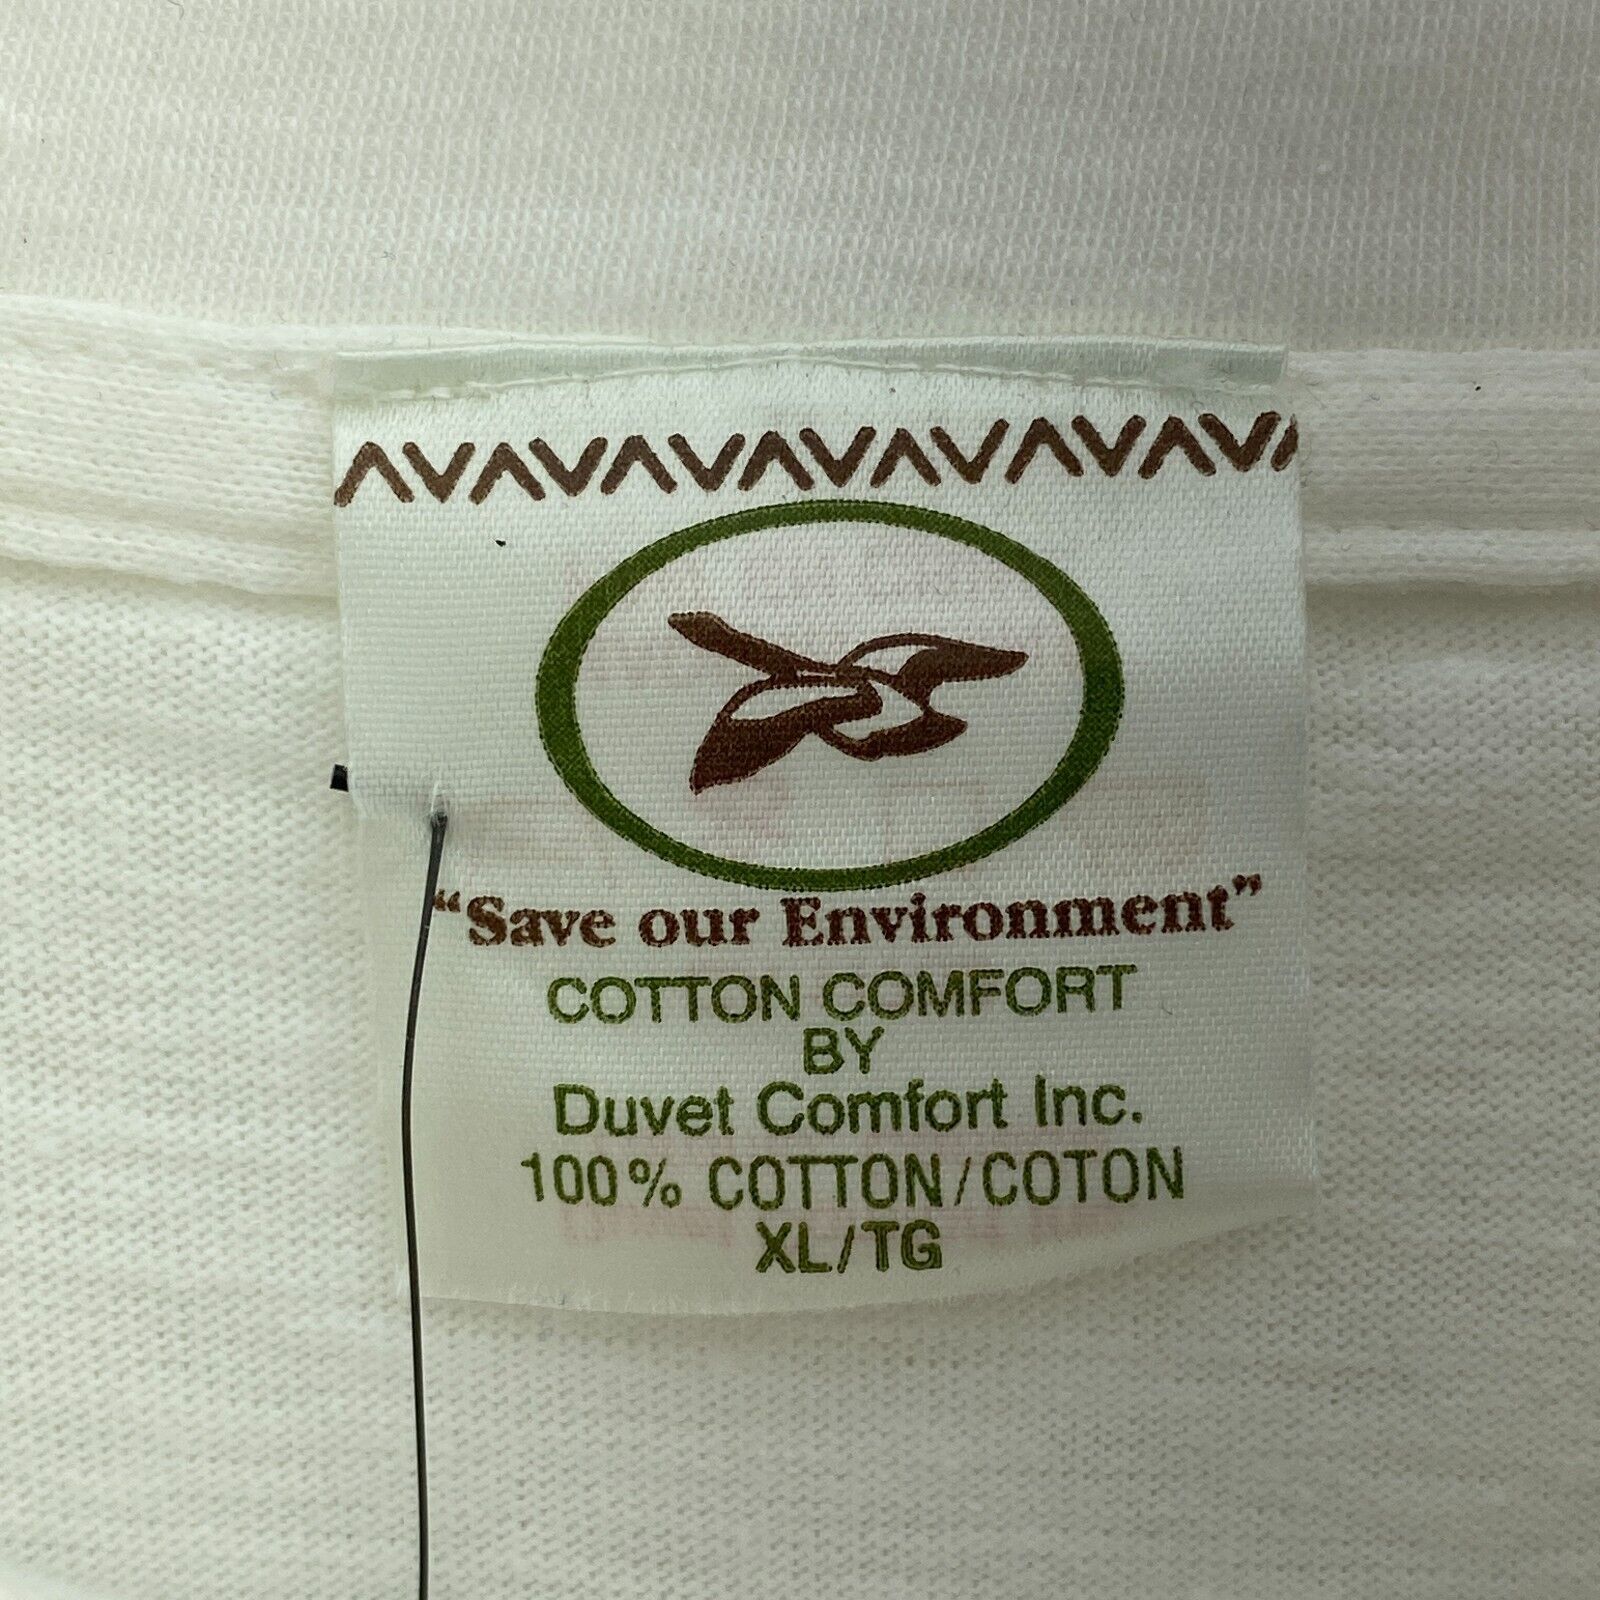 "Save our Environment"
COTTON COMFORT
BY
Duvet Comfort Inc.
100% COTTON/COTON
XL/TG